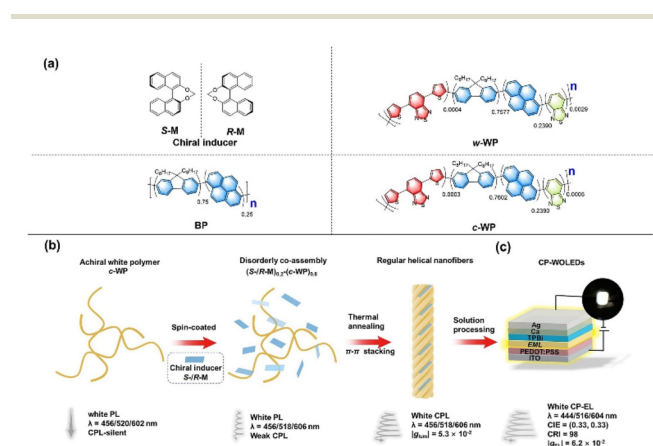 (a)
S-M
R-M
Chiral inducer
C₈H₁₇ C₈H₁₇
n
0.0004
0.7577
0.2390
0.0029
w-WP
C₈H₁₇ C₈H₁₇
0.75
0.25
n
BP
C₈H₁₇ C₈H₁₇
n
0.0003
0.7602
0.2390
0.0006
c-WP
(b)
(c)
Achiral white polymer
c-WP
Spin-coated
Chiral inducer
S-/R-M
Disorderly co-assembly
(S-/R-M)₀.₂-(c-WP)₀.₈
Thermal
annealing
π-π stacking
Regular helical nanofibers
Solution
processing
CP-WOLEDs
Ag
Ca
TPBi
EML
PEDOT:PSS
ITO
white PL
λ = 456/520/602 nm
CPL-silent
White PL
λ = 456/518/606 nm
Weak CPL
White CPL
λ = 456/518/606 nm
|gₗᵤₘ| = 5.3 × 10⁻²
White CP-EL
λ = 444/516/604 nm
CIE = (0.33, 0.33)
CRI = 98
= 6.2 × 10⁻²